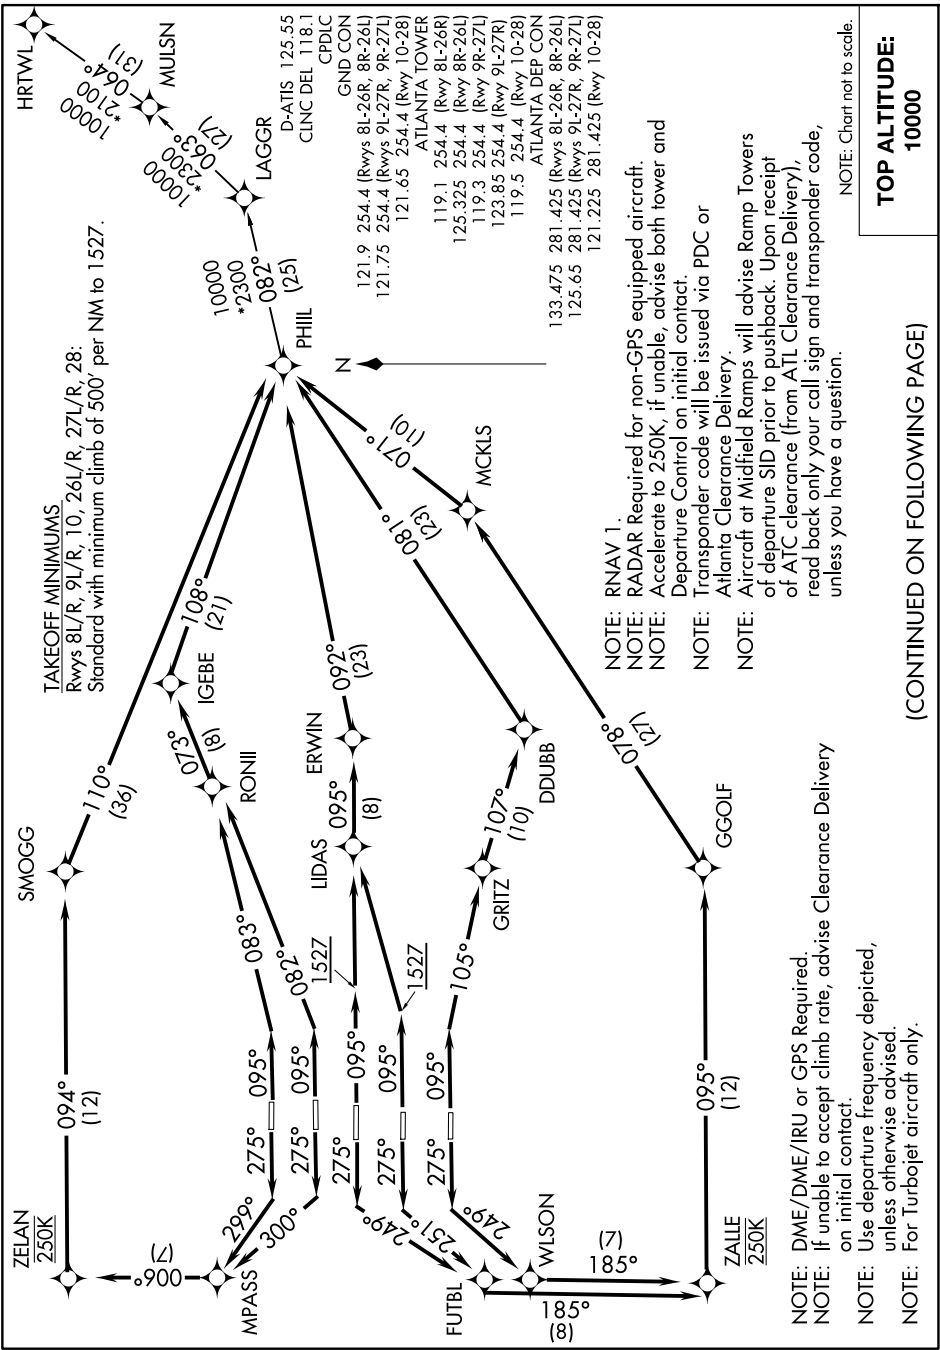 TAKEOFF MINIMUMS
Rwys 8L/R, 9L/R, 10, 26L/R, 27L/R, 28:
Standard with minimum climb of 500' per NM to 1527.
D-ATIS 125.55
CLNC DEL 118.1
CPDLC
GND CON
121.9 254.4 (Rwys 8L-26R, 8R-26L)
121.75 254.4 (Rwys 9L-27R, 9R-27L)
121.65 254.4 (Rwy 10-28)
ATLANTA TOWER
119.1 254.4 (Rwy 8L-26R)
125.325 254.4 (Rwy 8R-26L)
119.3 254.4 (Rwy 9R-27L)
123.85 254.4 (Rwy 9L-27R)
119.5 254.4 (Rwy 10-28)
ATLANTA DEP CON
133.475 281.425 (Rwys 8L-26R, 8R-26L)
125.65 281.425 (Rwys 9L-27R, 9R-27L)
121.225 281.425 (Rwy 10-28)
HRTWL
064°
(31)
*2100
10000
MULSN
063°
(27)
*2300
10000
LAGGR
10000
*2300
082°
(25)
PHIIL
N
ZELAN
250K
094°
(12)
SMOGG
110°
(36)
(7)
006°
MPASS
299°
300°
275°
095°
083°
275°
095°
082°
RONII
073°
(8)
IGEBE
108°
(21)
275°
095°
1527
275°
095°
1527
LIDAS
095°
(8)
ERWIN
092°
(23)
249°
251°
FUTBL
275°
095°
105°
GRITZ
107°
(10)
DDUBB
081°
(23)
249°
WLSON
185°
(7)
185°
(8)
ZALLE
250K
095°
(12)
GGOLF
078°
(27)
MCKLS
071°
(10)
NOTE: RNAV 1.
NOTE: RADAR Required for non-GPS equipped aircraft.
NOTE: Accelerate to 250K, if unable, advise both tower and
Departure Control on initial contact.
NOTE: Transponder code will be issued via PDC or
Atlanta Clearance Delivery.
NOTE: Aircraft at Midfield Ramps will advise Ramp Towers
of departure SID prior to pushback. Upon receipt
of ATC clearance (from ATL Clearance Delivery),
read back only your call sign and transponder code,
unless you have a question.
NOTE: DME/DME/IRU or GPS Required.
NOTE: If unable to accept climb rate, advise Clearance Delivery
on initial contact.
NOTE: Use departure frequency depicted,
unless otherwise advised.
NOTE: For Turbojet aircraft only.
NOTE: Chart not to scale.
TOP ALTITUDE:
10000
(CONTINUED ON FOLLOWING PAGE)